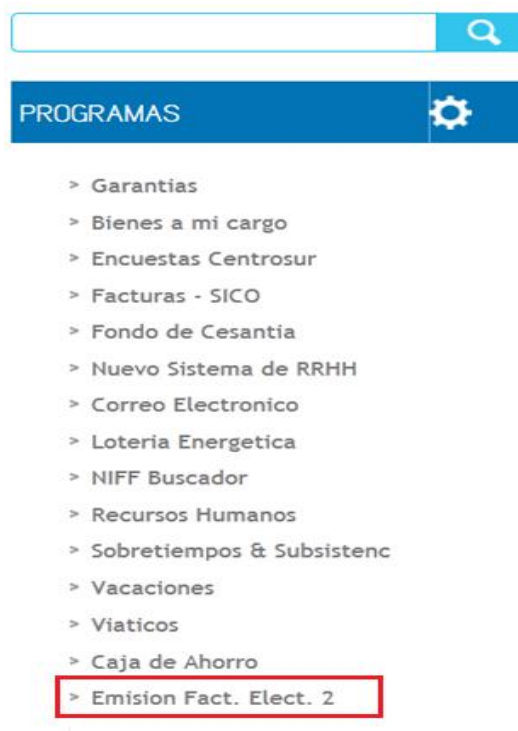 PROGRAMAS
> Garantias
> Bienes a mi cargo
> Encuestas Centrosur
> Facturas - SICO
> Fondo de Cesantia
> Nuevo Sistema de RRHH
> Correo Electronico
> Loteria Energetica
> NIFF Buscador
> Recursos Humanos
> Sobretiempos & Subsistenc
> Vacaciones
> Viaticos
> Caja de Ahorro
> Emision Fact. Elect. 2